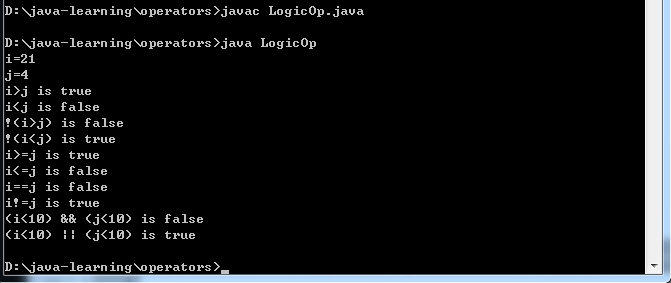 D:\java-learning\operators>javac LogicOp.java
D:\java-learning\operators>java LogicOp
i=21
j=4
i>j is true
i<j is false
!(i>j) is false
!(i<j) is true
i>=j is true
i<=j is false
i==j is false
i!=j is true
(i<10) && (j<10) is false
(i<10) || (j<10) is true
D:\java-learning\operators>_